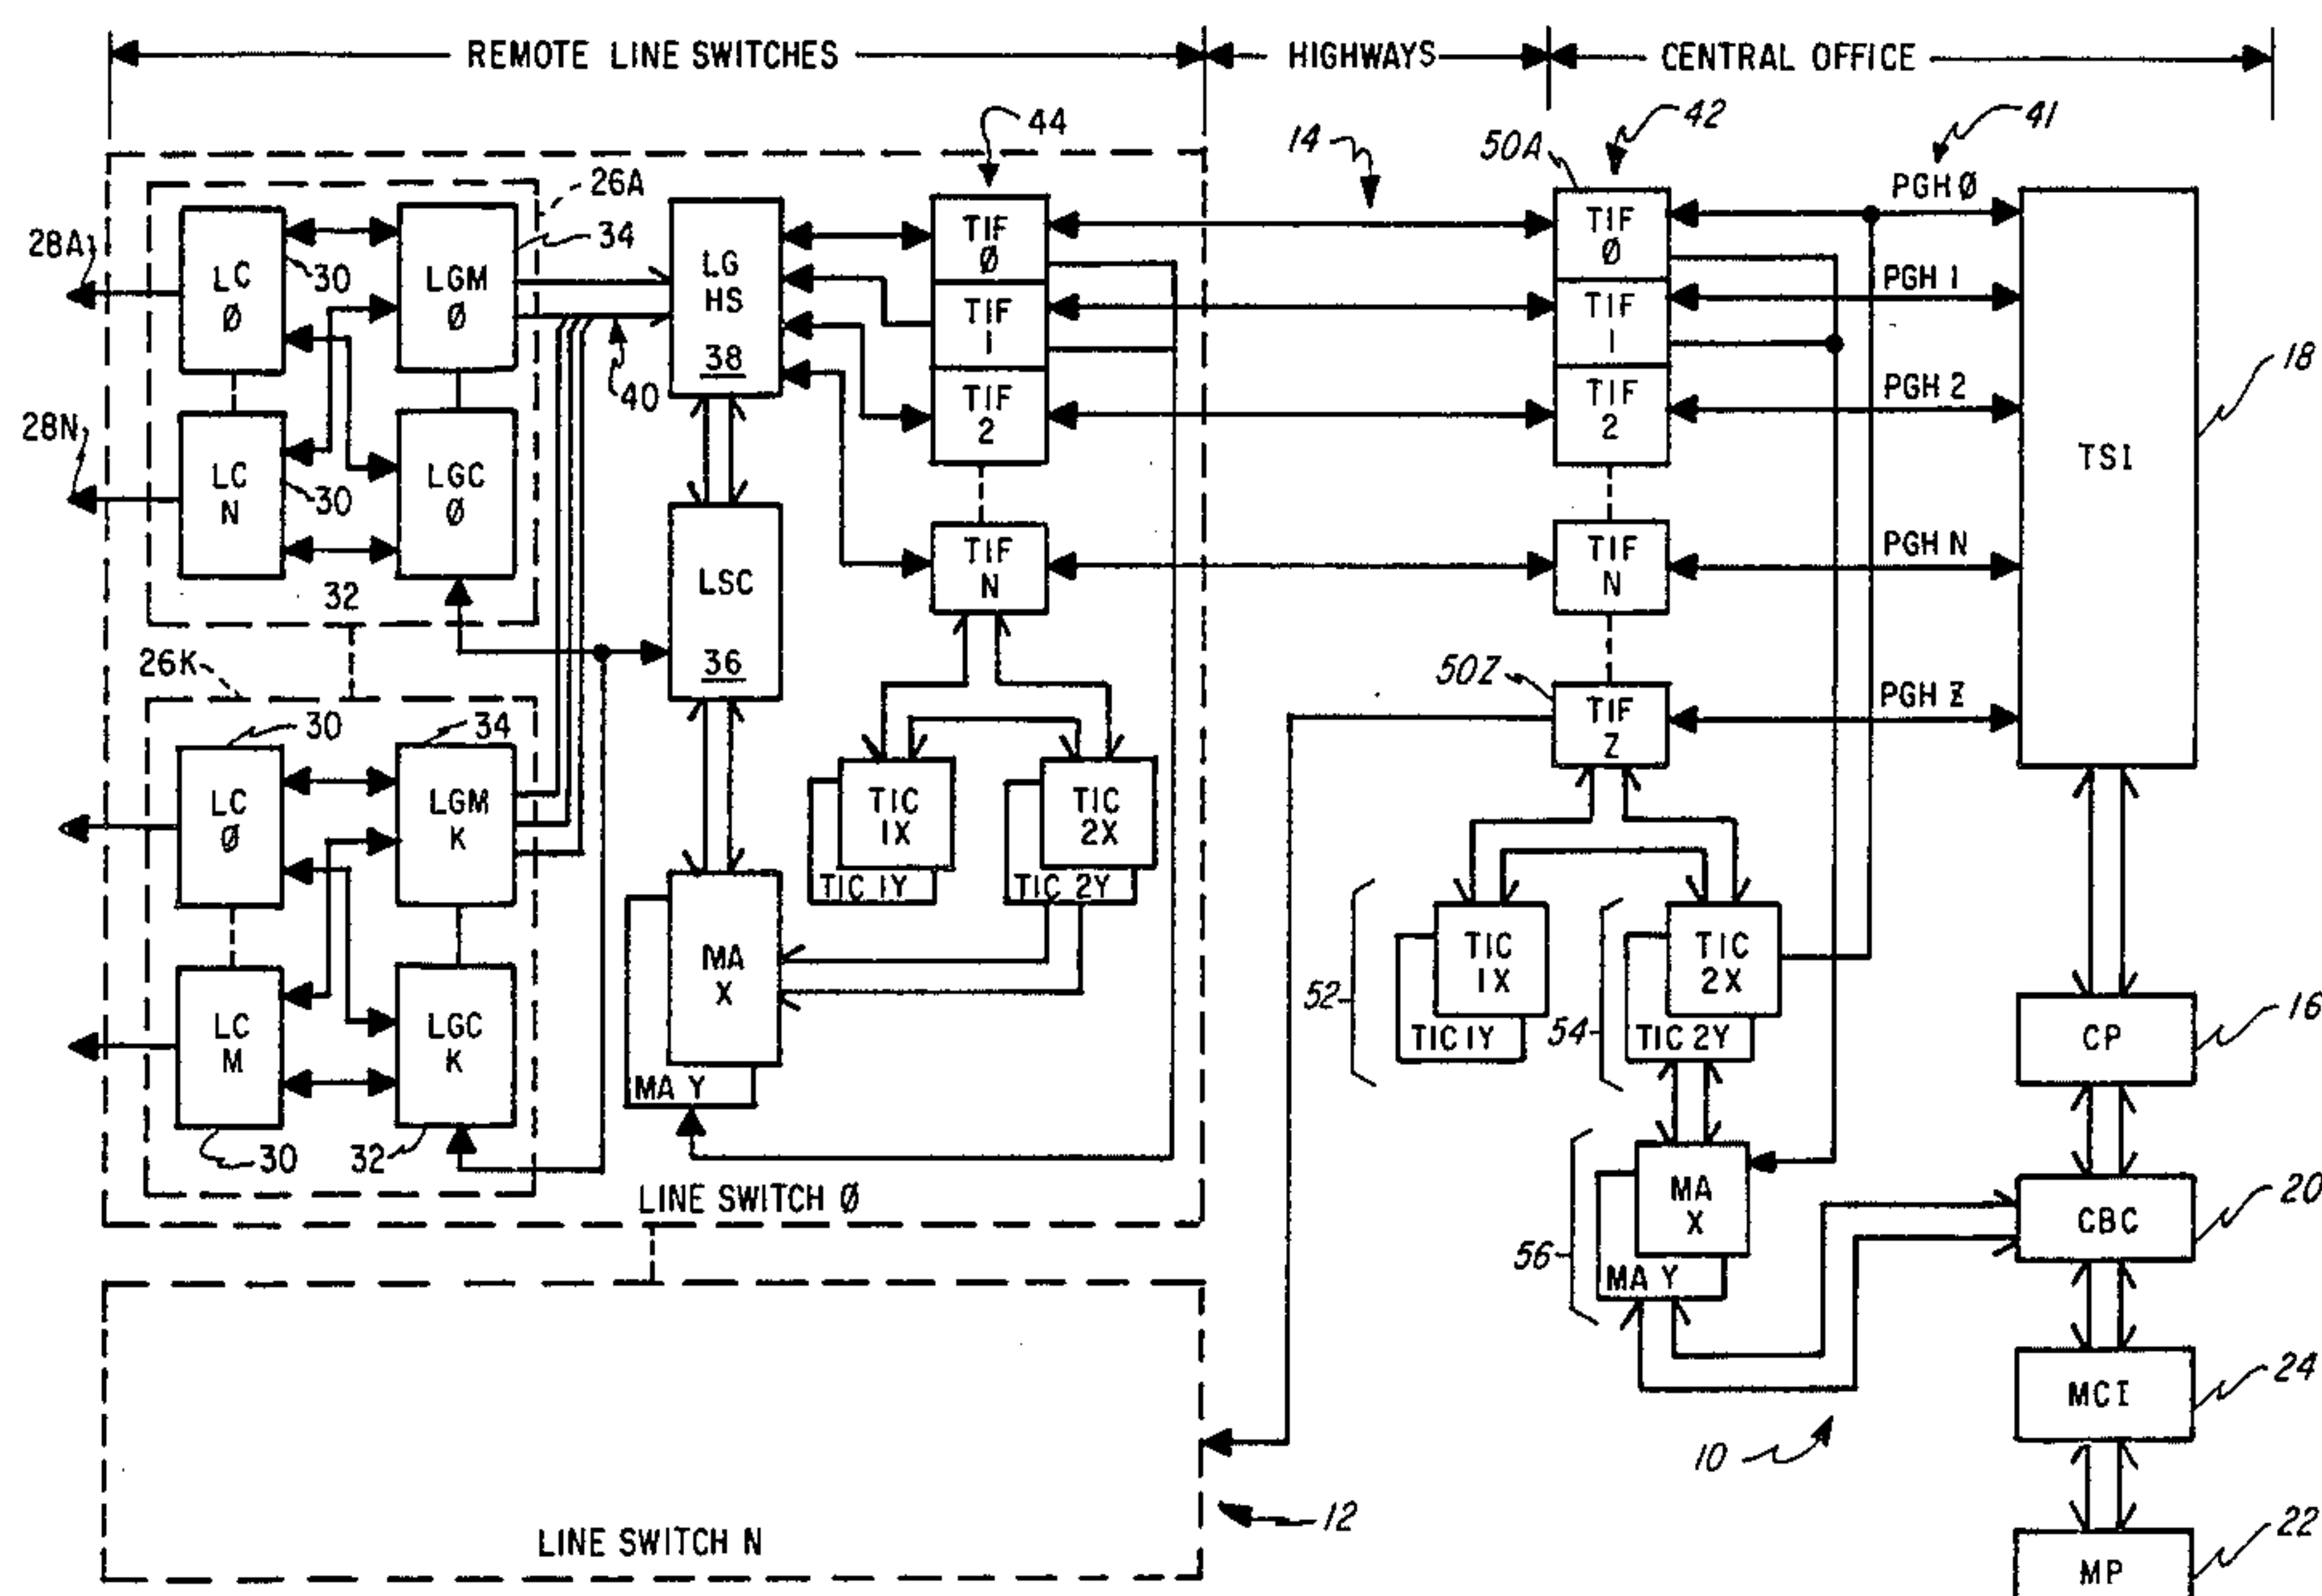 REMOTE LINE SWITCHES
HIGHWAYS
CENTRAL OFFICE
44
14
42
50A
41
26A
34
28A
LC
Ø
30
LGM
Ø
LG
HS
38
40
TIF
Ø
TIF
1
TIF
2
TIF
Ø
TIF
1
TIF
2
PGH Ø
PGH 1
PGH 2
TSI
18
28N
LC
N
30
LGC
Ø
32
LSC
36
TIF
N
TIF
N
PGH N
26K
50Z
TIF
Z
PGH Z
30
34
LC
Ø
LGM
K
TIC
1X
TIC 1Y
TIC
2X
TIC 2Y
LC
M
30
LGC
K
32
MA
X
MA Y
52
TIC
1X
TIC 1Y
54
TIC
2X
TIC 2Y
CP
16
LINE SWITCH Ø
56
MA
X
MA Y
CBC
20
MCI
24
10
12
LINE SWITCH N
MP
22